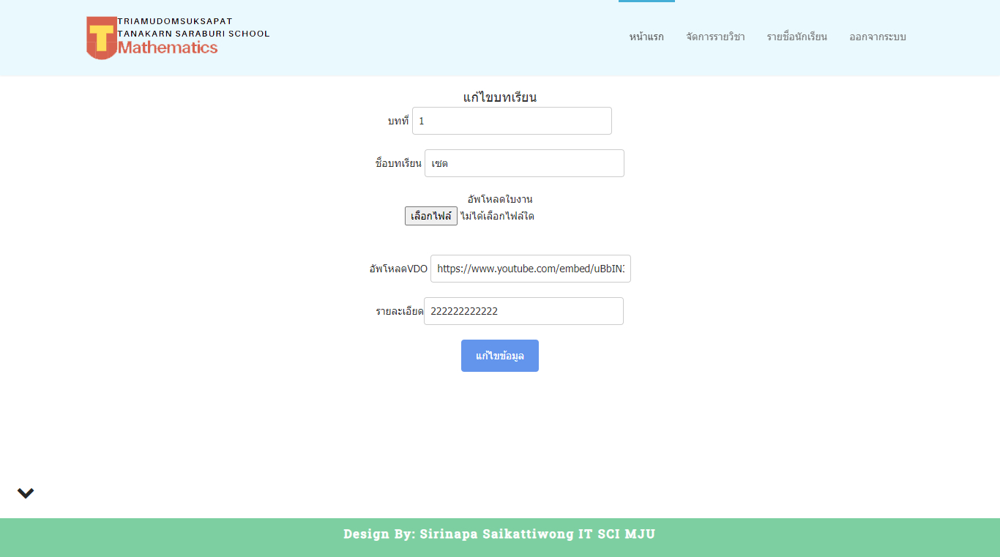 TRIAMUDOMSUKSAPAT
TANAKARN SARABURI SCHOOL
T Mathematics
หน้าแรก จัดการรายวิชา รายชื่อนักเรียน ออกจากระบบ
แก้ไขบทเรียน
บทที่ 1
ชื่อบทเรียน เซต
อัพโหลดใบงาน
เลือกไฟล์ ไม่ได้เลือกไฟล์ใด
อัพโหลดVDO https://www.youtube.com/embed/uBbIN
รายละเอียด 222222222222
แก้ไขข้อมูล
Design By: Sirinapa Saikattiwong IT SCI MJU